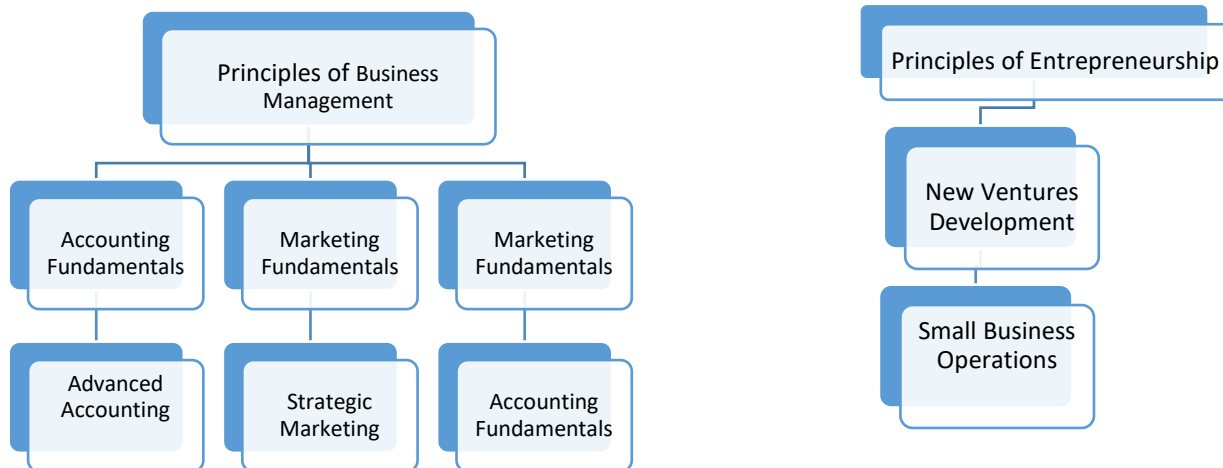 Principles of Business
Management
Accounting
Fundamentals
Marketing
Fundamentals
Marketing
Fundamentals
Advanced
Accounting
Strategic
Marketing
Accounting
Fundamentals
Principles of Entrepreneurship
New Ventures
Development
Small Business
Operations